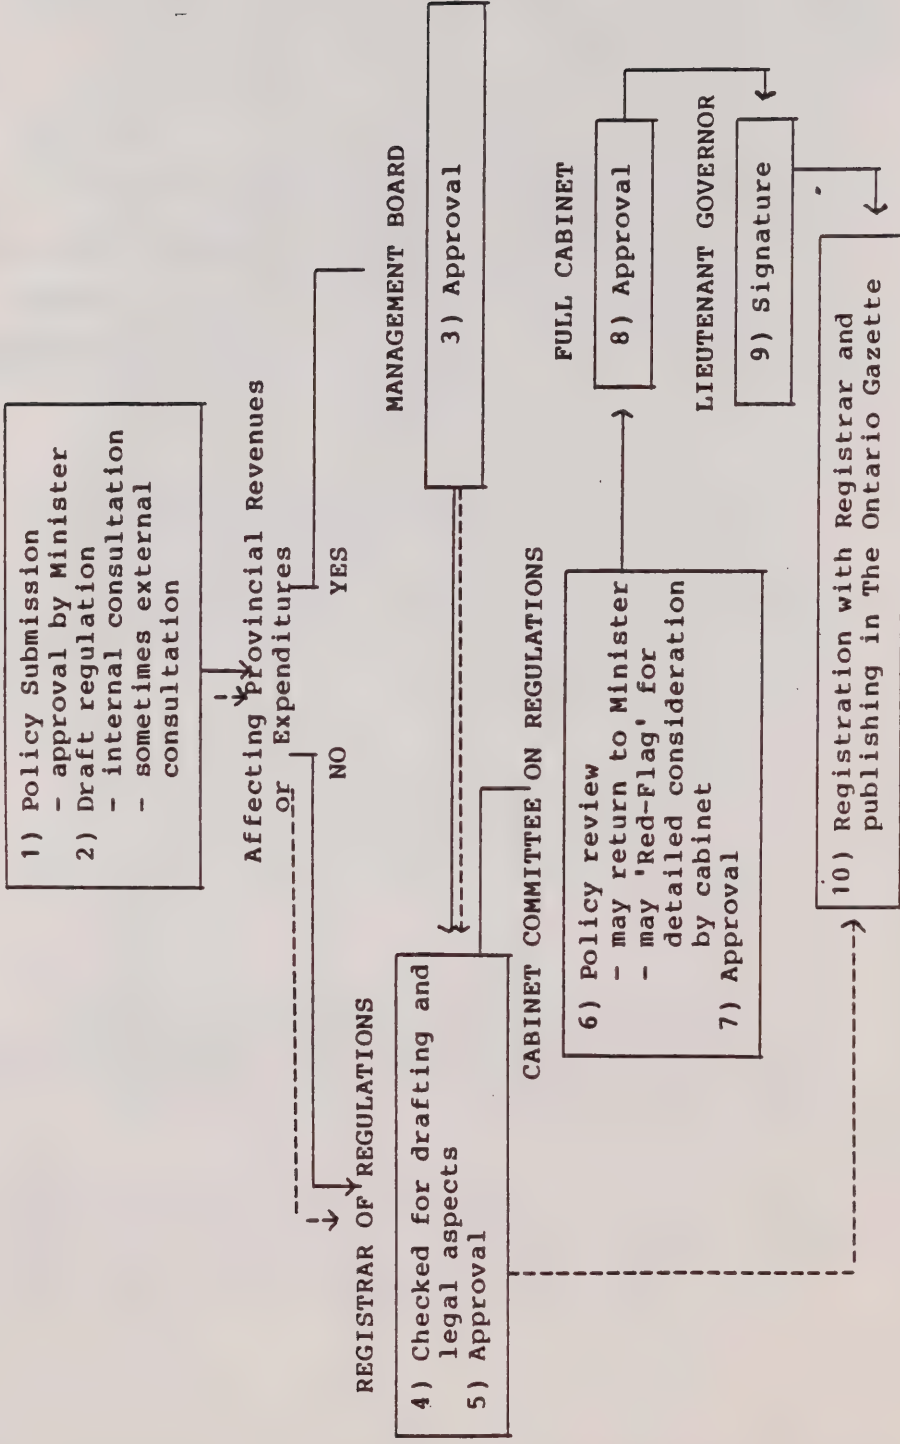 1) Policy Submission
- approval by Minister
2) Draft regulation
- internal consultation
- sometimes external
consultation
Affecting Provincial Revenues
or Expenditures
NO
YES
MANAGEMENT BOARD
3) Approval
REGISTRAR OF REGULATIONS
4) Checked for drafting and
legal aspects
5) Approval
CABINET COMMITTEE ON REGULATIONS
6) Policy review
- may return to Minister
- may 'Red-Flag' for
detailed consideration
by cabinet
7) Approval
FULL CABINET
8) Approval
LIEUTENANT GOVERNOR
9) Signature
10) Registration with Registrar and
publishing in The Ontario Gazette